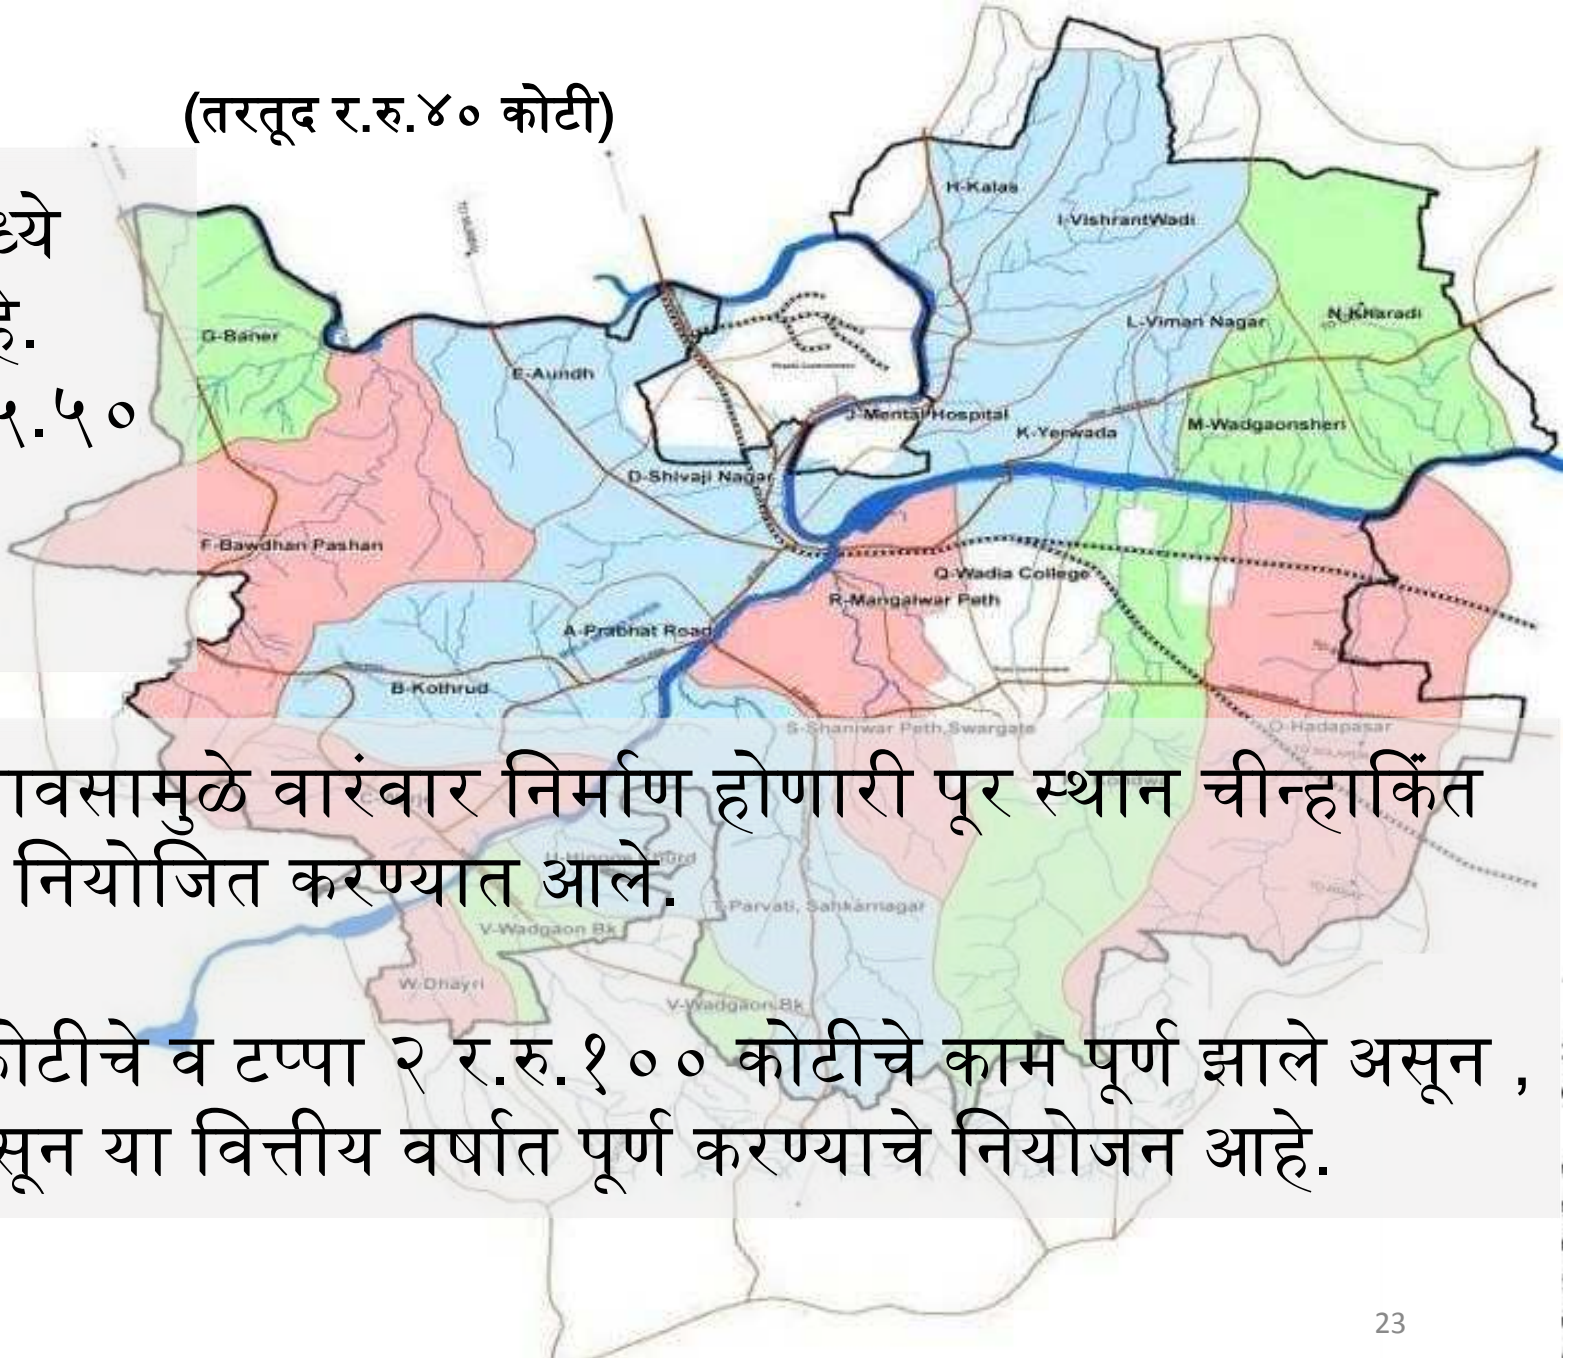 (तरतूद र.रु.४० कोटी)
ध्ये
हे.
५.५०
H-Kalas
I-VishrantWadi
G-Baner
L-Viman Nagar
N-Kharadi
E-Aundh
J-Mental Hospital
K-Yerwada
M-Wadgaonsheri
D-Shivaji Nagar
F-Bawdhan Pashan
Q-Wadia College
R-Mangalwar Peth
A-Prabhat Road
B-Kothrud
S-Shaniwar Peth,Swargate
O-Hadapasar
ावसामुळे वारंवार निर्माण होणारी पूर स्थान चीन्हाकिंत
नियोजित करण्यात आले.
T-Parvati, Sahkarnagar
V-Wadgaon Bk
W-Dhayri
V-Wadgaon Bk
कोटीचे व टप्पा २ र.रु.१०० कोटीचे काम पूर्ण झाले असून ,
सून या वित्तीय वर्षात पूर्ण करण्याचे नियोजन आहे.
23